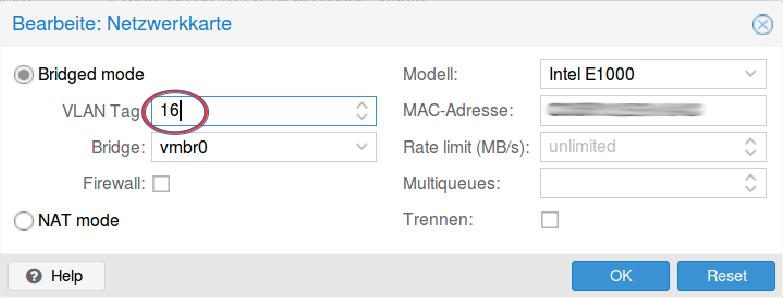 Bearbeite: Netzwerkkarte
Bridged mode
VLAN Tag: 16
Bridge: vmbr0
Firewall:
NAT mode
Modell: Intel E1000
MAC-Adresse:
Rate limit (MB/s): unlimited
Multiqueues:
Trennen:
? Help
OK
Reset